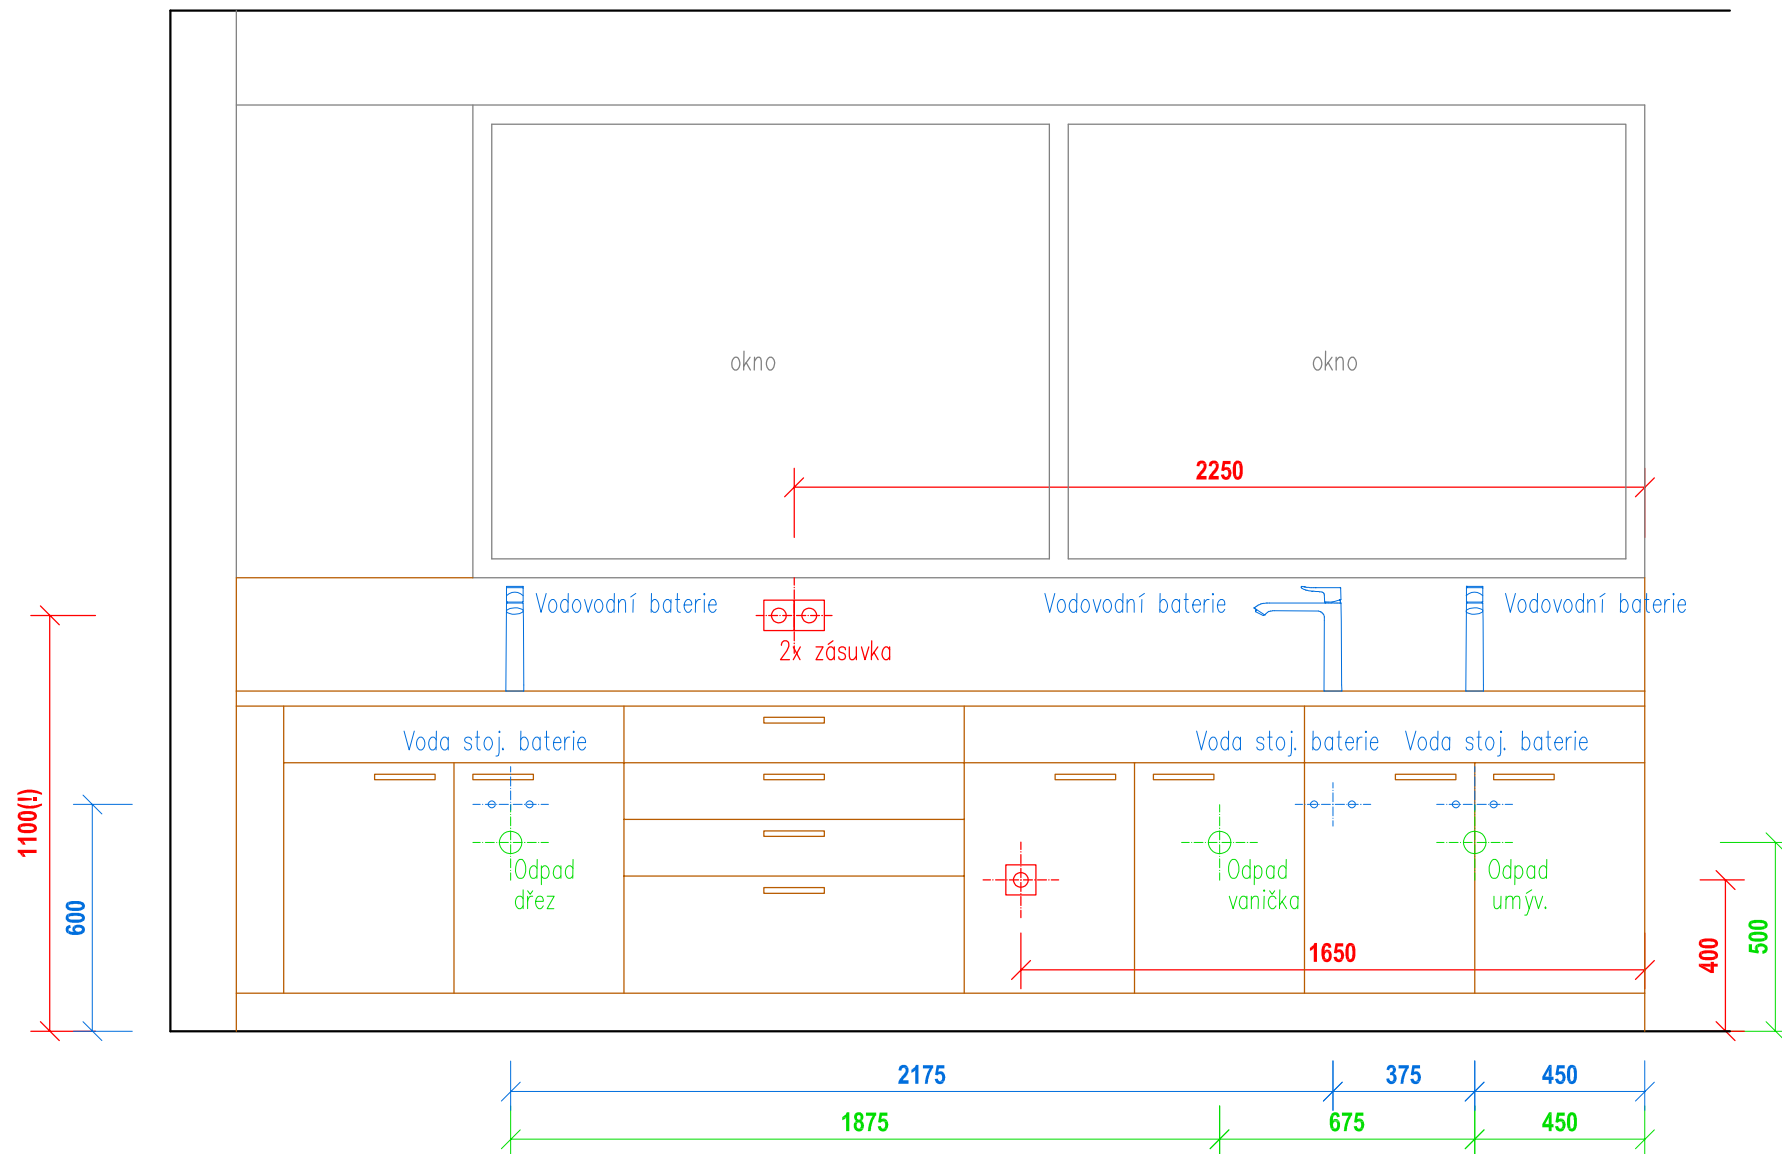 okno
okno
2250
Vodovodní baterie
Vodovodní baterie
Vodovodní baterie
2x zásuvka
Voda stoj. baterie
Voda stoj. baterie
Voda stoj. baterie
1100(!)
600
Odpad
dřez
Odpad
vanička
Odpad
umýv.
1650
400
500
2175
375
450
1875
675
450